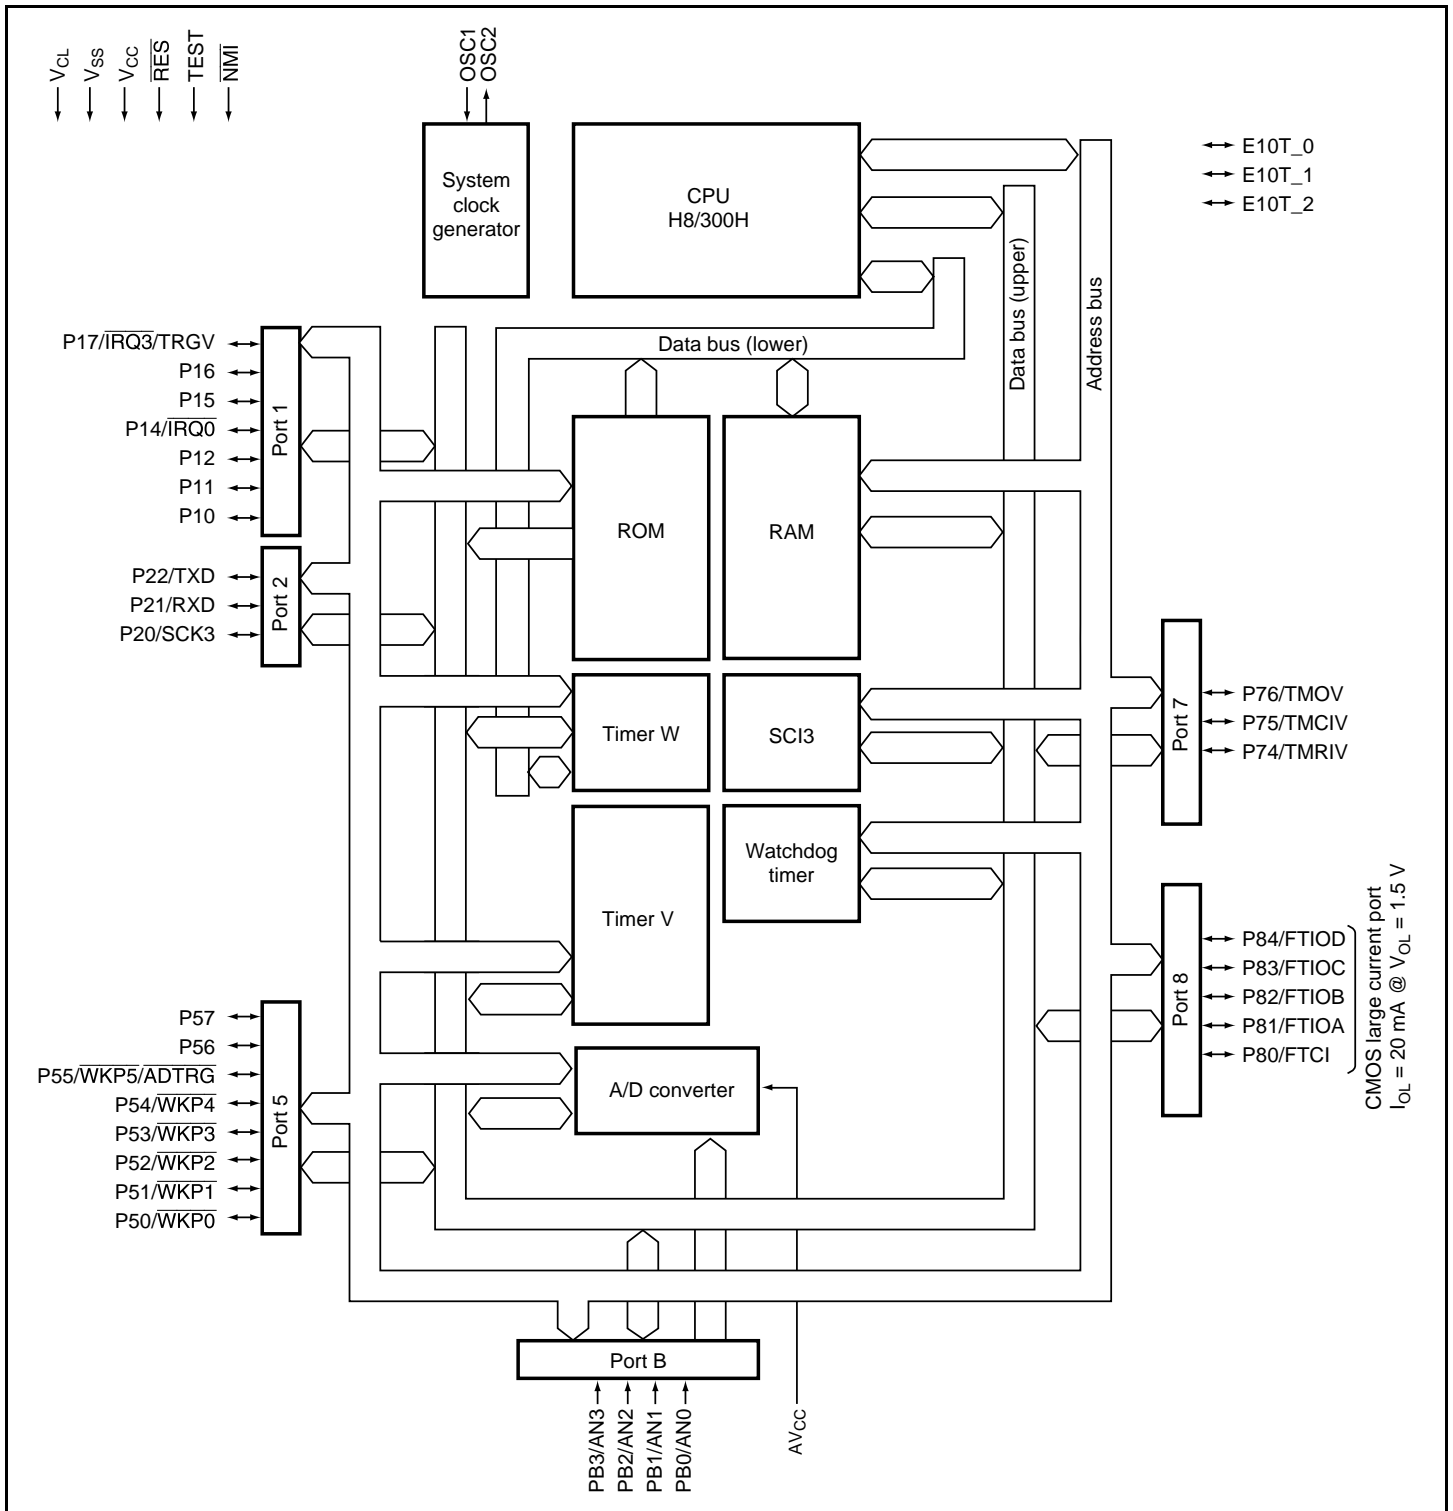 VCL
VSS
VCC
RES
TEST
NMI
OSC1
OSC2
System
clock
generator
CPU
H8/300H
E10T_0
E10T_1
E10T_2
Data bus (lower)
Data bus (upper)
Address bus
P17/IRQ3/TRGV
P16
P15
P14/IRQ0
P12
P11
P10
Port 1
P22/TXD
P21/RXD
P20/SCK3
Port 2
ROM
RAM
Timer W
SCI3
P76/TMOV
P75/TMCIV
P74/TMRIV
Port 7
Timer V
Watchdog
timer
P84/FTIOD
P83/FTIOC
P82/FTIOB
P81/FTIOA
P80/FTCI
Port 8
CMOS large current port
IOL = 20 mA @ VOL = 1.5 V
P57
P56
P55/WKP5/ADTRG
P54/WKP4
P53/WKP3
P52/WKP2
P51/WKP1
P50/WKP0
Port 5
A/D converter
Port B
PB3/AN3
PB2/AN2
PB1/AN1
PB0/AN0
AVCC